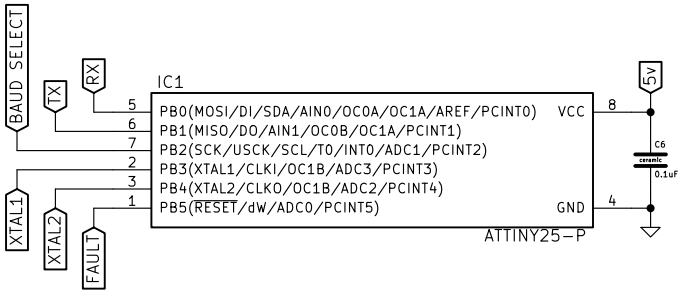 BAUD SELECT
TX
RX
IC1
5v
5 PB0(MOSI/DI/SDA/AIN0/OC0A/OC1A/AREF/PCINT0) VCC 8
6 PB1(MISO/DO/AIN1/OC0B/OC1A/PCINT1)
7 PB2(SCK/USCK/SCL/T0/INT0/ADC1/PCINT2)
2 PB3(XTAL1/CLKI/OC1B/ADC3/PCINT3)
3 PB4(XTAL2/CLKO/OC1B/ADC2/PCINT4)
1 PB5(RESET/dW/ADC0/PCINT5) GND 4
C6
ceramic
0.1uF
XTAL1
XTAL2
FAULT
ATTINY25-P